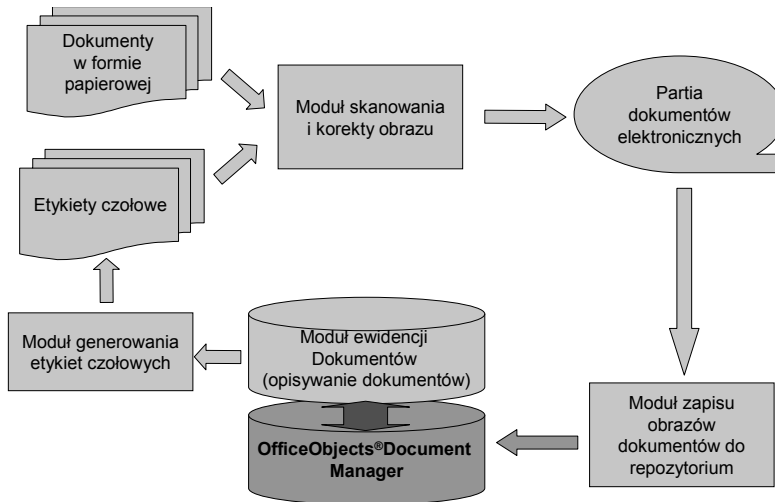 Dokumenty
w formie
papierowej
Moduł skanowania
i korekty obrazu
Partia
dokumentów
elektronicznych
Etykiety czołowe
Moduł generowania
etykiet czołowych
Moduł ewidencji
Dokumentów
(opisywanie dokumentów)
OfficeObjects®Document
Manager
Moduł zapisu
obrazów
dokumentów do
repozytorium